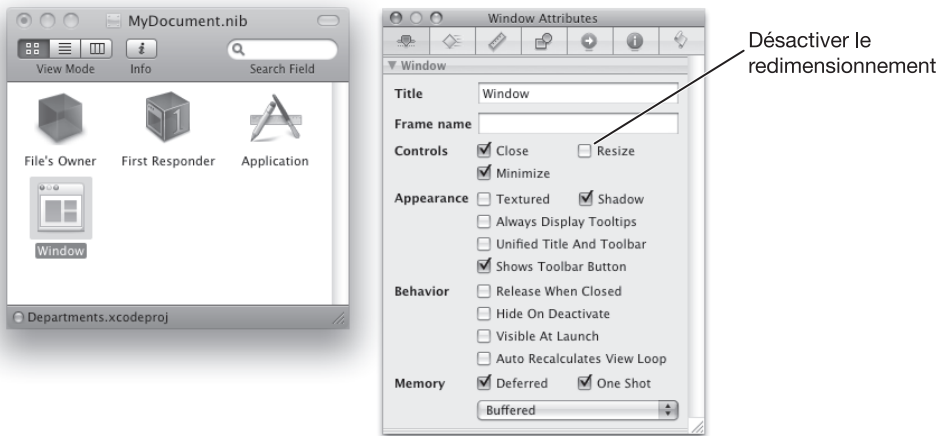 MyDocument.nib
View Mode
Info
Search Field
File's Owner
First Responder
Application
Window
Departments.xcodeproj
Window Attributes
Window
Title Window
Frame name
Controls Close Resize
Minimize
Appearance Textured Shadow
Always Display Tooltips
Unified Title And Toolbar
Shows Toolbar Button
Behavior Release When Closed
Hide On Deactivate
Visible At Launch
Auto Recalculates View Loop
Memory Deferred One Shot
Buffered
Désactiver le
redimensionnement